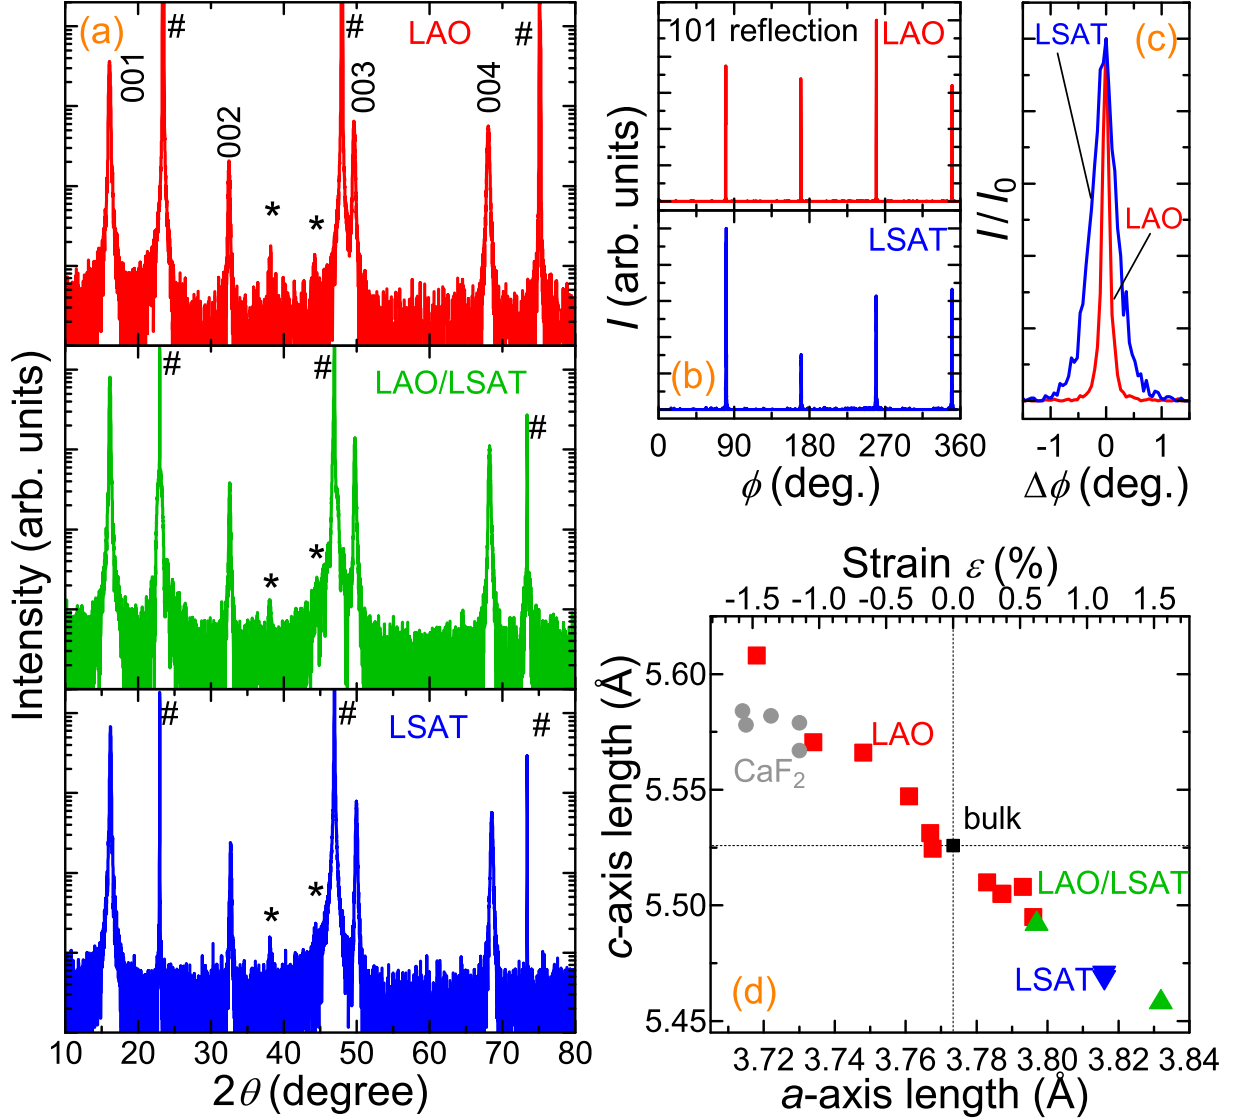 (a)
#
LAO
#
#
001
002
003
004
*
*
#
LAO/LSAT
#
#
*
*
#
LSAT
#
#
*
*
Intensity (arb. units)
10 20 30 40 50 60 70 80
2θ (degree)
101 reflection LAO
LSAT
(b)
I (arb. units)
0 90 180 270 360
ϕ (deg.)
LSAT
(c)
LAO
I / I0
-1 0 1
Δϕ (deg.)
Strain ε (%)
-1.5 -1.0 -0.5 0.0 0.5 1.0 1.5
5.60
5.55
5.50
5.45
c-axis length (Å)
LAO
CaF2
bulk
LAO/LSAT
LSAT
(d)
3.72 3.74 3.76 3.78 3.80 3.82 3.84
a-axis length (Å)